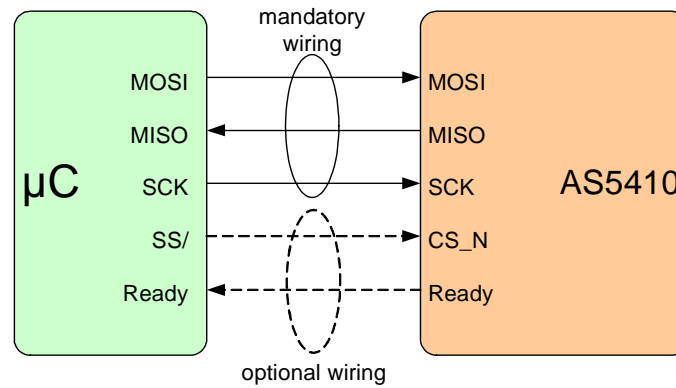 mandatory
wiring
MOSI
MOSI
MISO
MISO
µC
SCK
SCK
AS5410
SS/
CS_N
Ready
Ready
optional wiring